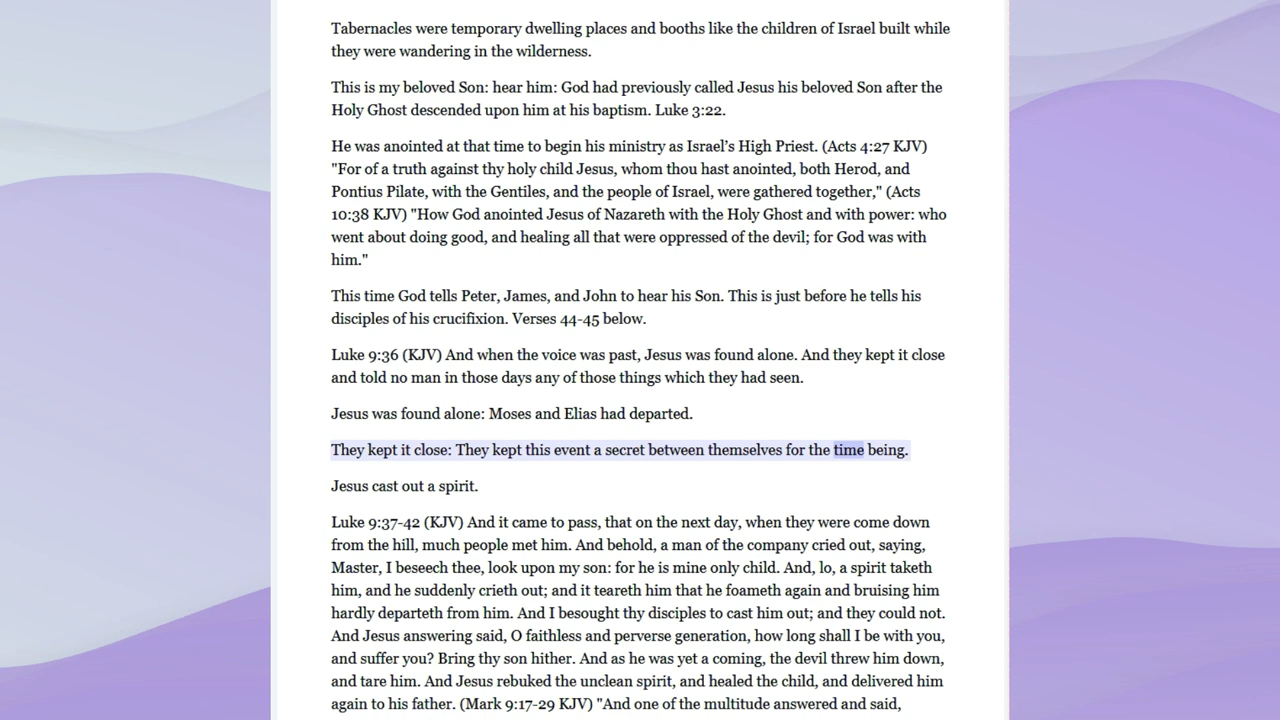 Tabernacles were temporary dwelling places and booths like the children of Israel built while
they were wandering in the wilderness.
This is my beloved Son: hear him: God had previously called Jesus his beloved Son after the
Holy Ghost descended upon him at his baptism. Luke 3:22.
He was anointed at that time to begin his ministry as Israel’s High Priest. (Acts 4:27 KJV)
"For of a truth against thy holy child Jesus, whom thou hast anointed, both Herod, and
Pontius Pilate, with the Gentiles, and the people of Israel, were gathered together," (Acts
10:38 KJV) "How God anointed Jesus of Nazareth with the Holy Ghost and with power: who
went about doing good, and healing all that were oppressed of the devil; for God was with
him."
This time God tells Peter, James, and John to hear his Son. This is just before he tells his
disciples of his crucifixion. Verses 44-45 below.
Luke 9:36 (KJV) And when the voice was past, Jesus was found alone. And they kept it close
and told no man in those days any of those things which they had seen.
Jesus was found alone: Moses and Elias had departed.
They kept it close: They kept this event a secret between themselves for the time being.
Jesus cast out a spirit.
Luke 9:37-42 (KJV) And it came to pass, that on the next day, when they were come down
from the hill, much people met him. And behold, a man of the company cried out, saying,
Master, I beseech thee, look upon my son: for he is mine only child. And, lo, a spirit taketh
him, and he suddenly crieth out; and it teareth him that he foameth again and bruising him
hardly departeth from him. And I besought thy disciples to cast him out; and they could not.
And Jesus answering said, O faithless and perverse generation, how long shall I be with you,
and suffer you? Bring thy son hither. And as he was yet a coming, the devil threw him down,
and tare him. And Jesus rebuked the unclean spirit, and healed the child, and delivered him
again to his father. (Mark 9:17-29 KJV) "And one of the multitude answered and said,